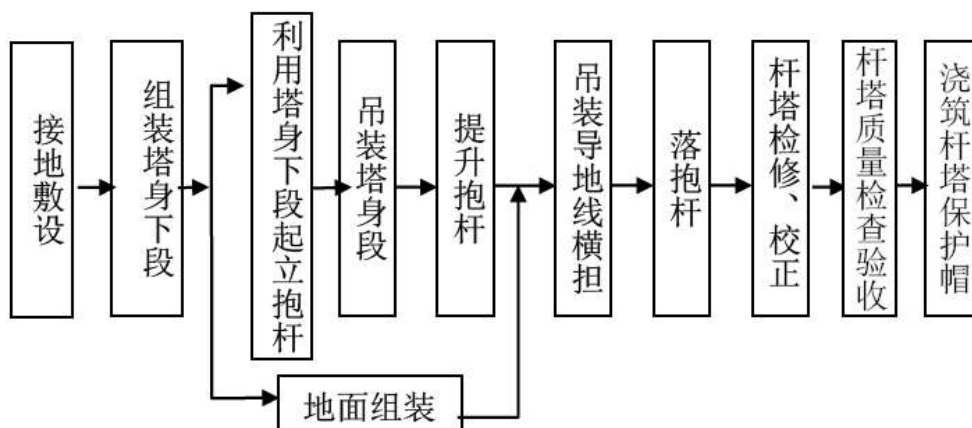 接地敷设
组装塔身下段
利用塔身下段起立抱杆
吊装塔身段
提升抱杆
吊装导地线横担
落抱杆
杆塔检修、校正
杆塔质量检查验收
浇筑杆塔保护帽
地面组装